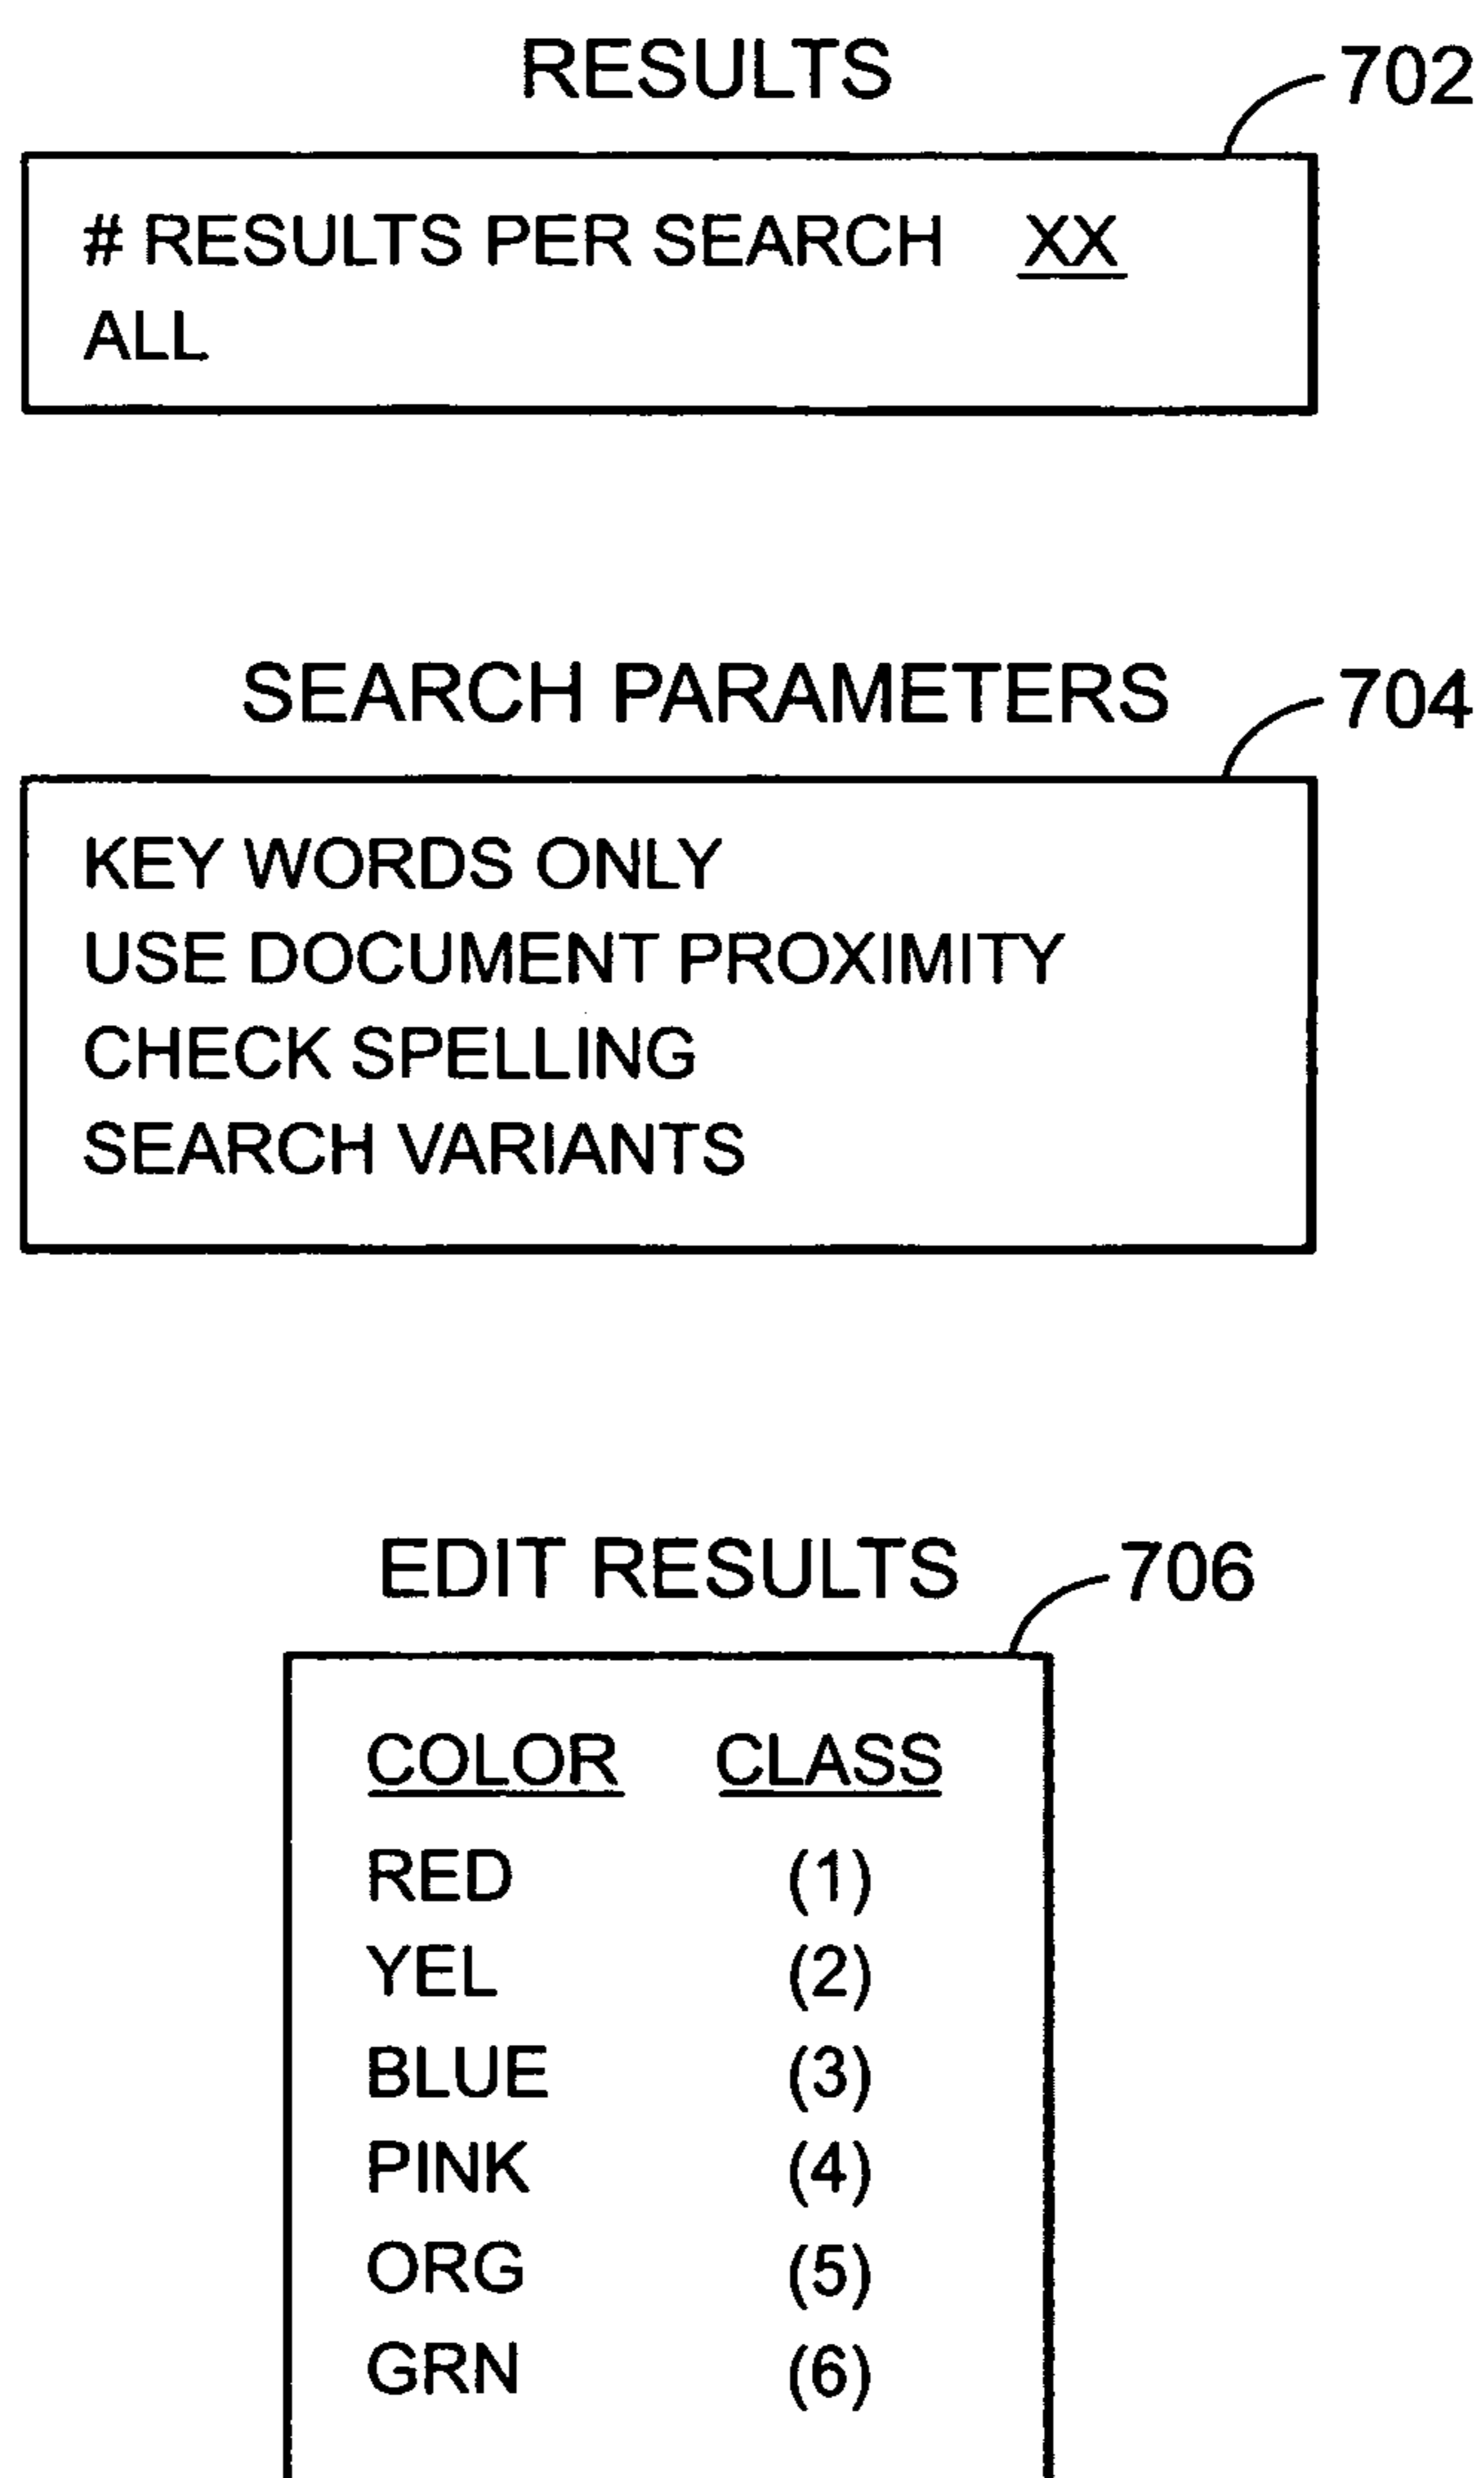 RESULTS
702
# RESULTS PER SEARCH XX
ALL
SEARCH PARAMETERS
704
KEY WORDS ONLY
USE DOCUMENT PROXIMITY
CHECK SPELLING
SEARCH VARIANTS
EDIT RESULTS
706
COLOR CLASS
RED (1)
YEL (2)
BLUE (3)
PINK (4)
ORG (5)
GRN (6)